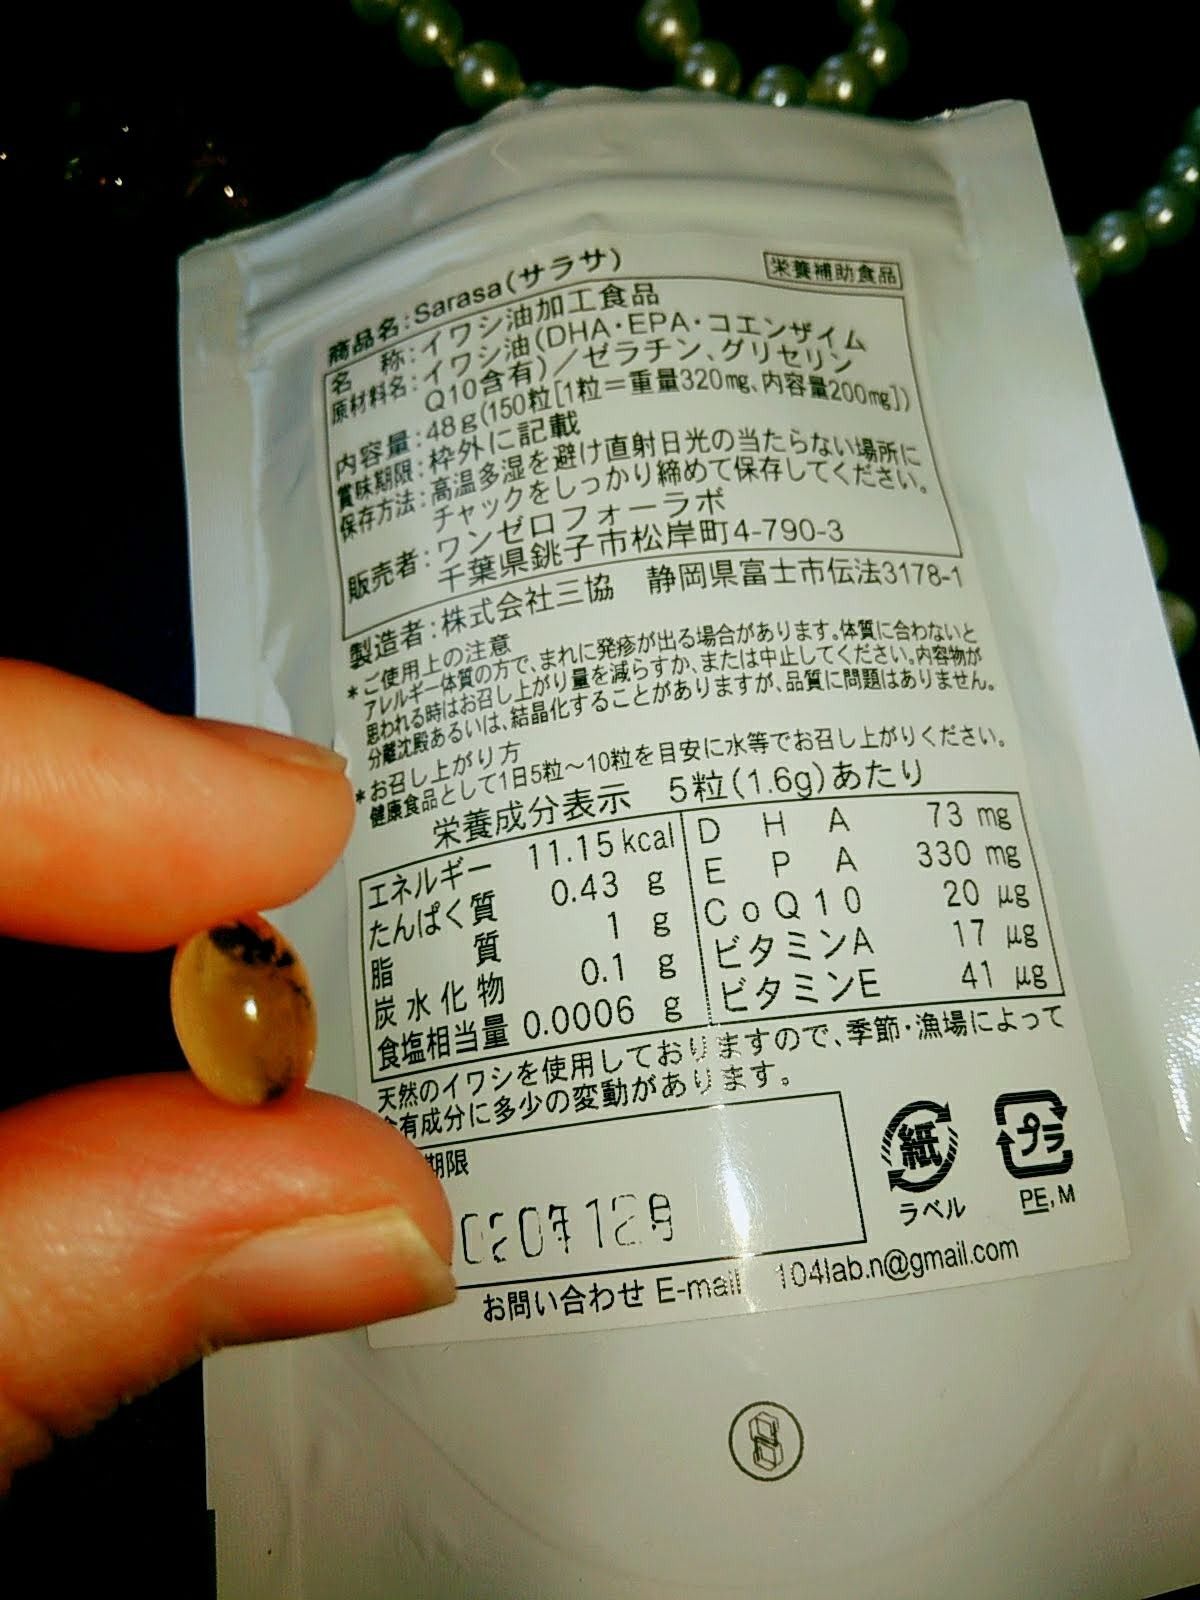 商品名:Sarasa(サラサ)
栄養補助食品
名 称:イワシ油加工食品
原材料名:イワシ油(DHA・EPA・コエンザイム
Q10含有)/ゼラチン、グリセリン
内容量:48g(150粒[1粒=重量320mg、内容量200mg])
賞味期限:枠外に記載
保存方法:高温多湿を避け直射日光の当たらない場所に
チャックをしっかり締めて保存してください。
販売者:ワンゼロフォーラボ
千葉県銚子市松岸町4-790-3
製造者:株式会社三協 静岡県富士市伝法3178-1
*ご使用上の注意
アレルギー体質の方で、まれに発疹が出る場合があります。体質に合わないと
思われる時はお召し上がり量を減らすか、または中止してください。内容物が
分離沈殿あるいは、結晶化することがありますが、品質に問題はありません。
*お召し上がり方
健康食品として1日5粒〜10粒を目安に水等でお召し上がりください。
栄養成分表示 5粒(1.6g)あたり
エネルギー 11.15kcal
たんぱく質 0.43 g
脂質 1 g
炭水化物 0.1 g
食塩相当量 0.0006 g
DHA 73 mg
EPA 330 mg
CoQ10 20 μg
ビタミンA 17 μg
ビタミンE 41 μg
天然のイワシを使用しておりますので、季節・漁場によって
有成分に多少の変動があります。
期限
紙
ラベル
プラ
PE, M
お問い合わせ E-mail 104lab.n@gmail.com